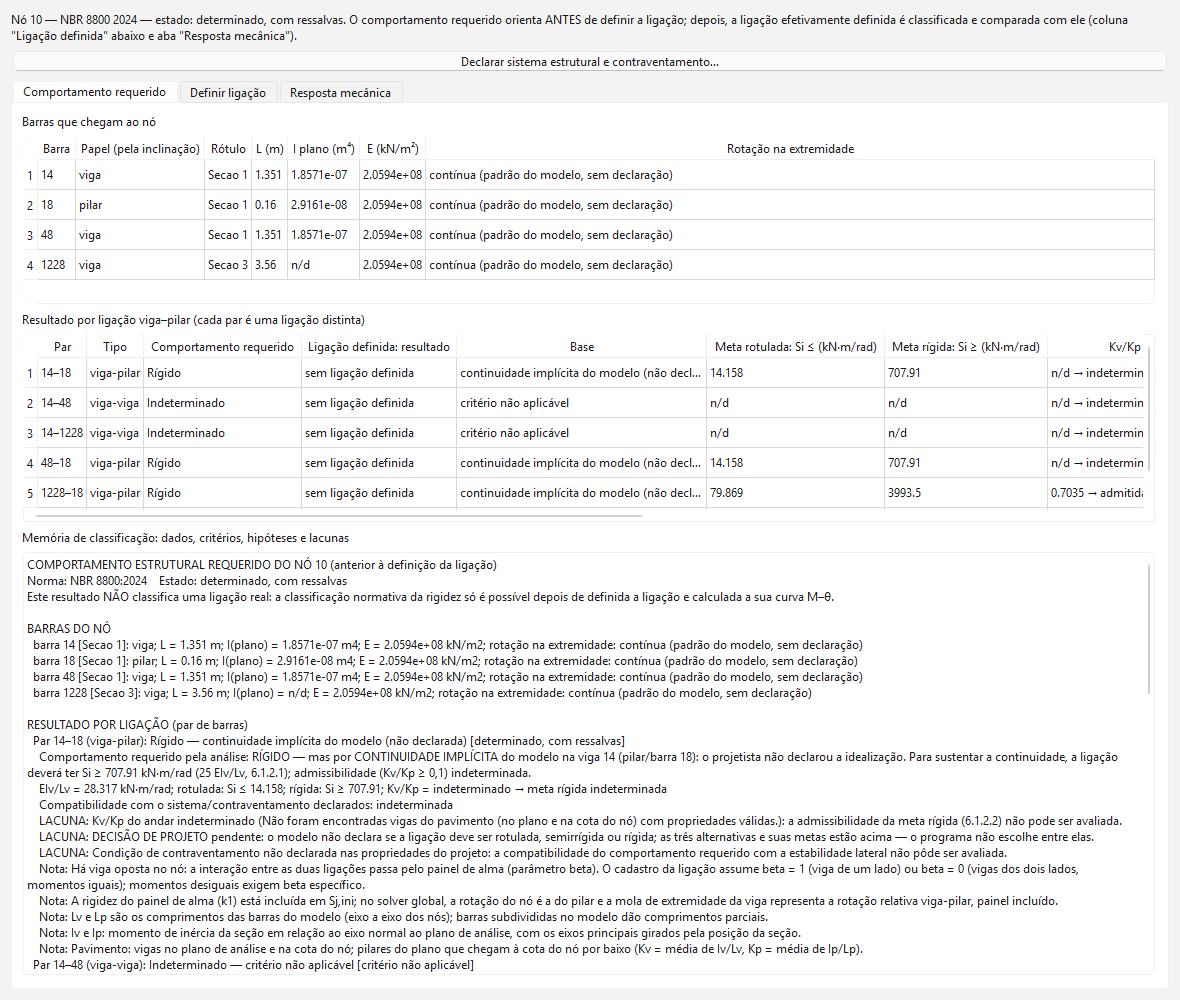 Nó 10 — NBR 8800 2024 — estado: determinado, com ressalvas. O comportamento requerido orienta ANTES de definir a ligação; depois, a ligação efetivamente definida é classificada e comparada com ele (coluna
"Ligação definida" abaixo e aba "Resposta mecânica").
Declarar sistema estrutural e contraventamento...
Comportamento requerido Definir ligação Resposta mecânica
Barras que chegam ao nó
Barra Papel (pela inclinação) Rótulo L (m) I plano (m⁴) E (kN/m²) Rotação na extremidade
1 14 viga Secao 1 1.351 1.8571e-07 2.0594e+08 contínua (padrão do modelo, sem declaração)
2 18 pilar Secao 1 0.16 2.9161e-08 2.0594e+08 contínua (padrão do modelo, sem declaração)
3 48 viga Secao 1 1.351 1.8571e-07 2.0594e+08 contínua (padrão do modelo, sem declaração)
4 1228 viga Secao 3 3.56 n/d 2.0594e+08 contínua (padrão do modelo, sem declaração)
Resultado por ligação viga–pilar (cada par é uma ligação distinta)
Par Tipo Comportamento requerido Ligação definida: resultado Base Meta rotulada: Si ≤ (kN·m/rad) Meta rígida: Si ≥ (kN·m/rad) Kv/Kp
1 14–18 viga-pilar Rígido sem ligação definida continuidade implícita do modelo (não decl... 14.158 707.91 n/d → indetermin
2 14–48 viga-viga Indeterminado sem ligação definida critério não aplicável n/d n/d n/d → indetermin
3 14–1228 viga-viga Indeterminado sem ligação definida critério não aplicável n/d n/d n/d → indetermin
4 48–18 viga-pilar Rígido sem ligação definida continuidade implícita do modelo (não decl... 14.158 707.91 n/d → indetermin
5 1228–18 viga-pilar Rígido sem ligação definida continuidade implícita do modelo (não decl... 79.869 3993.5 0.7035 → admitida
Memória de classificação: dados, critérios, hipóteses e lacunas
COMPORTAMENTO ESTRUTURAL REQUERIDO DO NÓ 10 (anterior à definição da ligação)
Norma: NBR 8800:2024 Estado: determinado, com ressalvas
Este resultado NÃO classifica uma ligação real: a classificação normativa da rigidez só é possível depois de definida a ligação e calculada a sua curva M–θ.
BARRAS DO NÓ
barra 14 [Secao 1]: viga; L = 1.351 m; I(plano) = 1.8571e-07 m4; E = 2.0594e+08 kN/m2; rotação na extremidade: contínua (padrão do modelo, sem declaração)
barra 18 [Secao 1]: pilar; L = 0.16 m; I(plano) = 2.9161e-08 m4; E = 2.0594e+08 kN/m2; rotação na extremidade: contínua (padrão do modelo, sem declaração)
barra 48 [Secao 1]: viga; L = 1.351 m; I(plano) = 1.8571e-07 m4; E = 2.0594e+08 kN/m2; rotação na extremidade: contínua (padrão do modelo, sem declaração)
barra 1228 [Secao 3]: viga; L = 3.56 m; I(plano) = n/d; E = 2.0594e+08 kN/m2; rotação na extremidade: contínua (padrão do modelo, sem declaração)
RESULTADO POR LIGAÇÃO (par de barras)
Par 14–18 (viga-pilar): Rígido — continuidade implícita do modelo (não declarada) [determinado, com ressalvas]
Comportamento requerido pela análise: RÍGIDO — mas por CONTINUIDADE IMPLÍCITA do modelo na viga 14 (pilar/barra 18): o projetista não declarou a idealização. Para sustentar a continuidade, a ligação
deverá ter Si ≥ 707.91 kN·m/rad (25 EIv/Lv, 6.1.2.1); admissibilidade (Kv/Kp ≥ 0,1) indeterminada.
EIv/Lv = 28.317 kN·m/rad; rotulada: Si ≤ 14.158; rígida: Si ≥ 707.91; Kv/Kp = indeterminado → meta rígida indeterminada
Compatibilidade com o sistema/contraventamento declarados: indeterminada
LACUNA: Kv/Kp do andar indeterminado (Não foram encontradas vigas do pavimento (no plano e na cota do nó) com propriedades válidas.): a admissibilidade da meta rígida (6.1.2.2) não pode ser avaliada.
LACUNA: DECISÃO DE PROJETO pendente: o modelo não declara se a ligação deve ser rotulada, semirrígida ou rígida; as três alternativas e suas metas estão acima — o programa não escolhe entre elas.
LACUNA: Condição de contraventamento não declarada nas propriedades do projeto: a compatibilidade do comportamento requerido com a estabilidade lateral não pôde ser avaliada.
Nota: Há viga oposta no nó: a interação entre as duas ligações passa pelo painel de alma (parâmetro beta). O cadastro da ligação assume beta = 1 (viga de um lado) ou beta = 0 (vigas dos dois lados,
momentos iguais); momentos desiguais exigem beta específico.
Nota: A rigidez do painel de alma (k1) está incluída em Sj,ini; no solver global, a rotação do nó é a do pilar e a mola de extremidade da viga representa a rotação relativa viga-pilar, painel incluído.
Nota: Lv e Lp são os comprimentos das barras do modelo (eixo a eixo dos nós); barras subdivididas no modelo dão comprimentos parciais.
Nota: Iv e Ip: momento de inércia da seção em relação ao eixo normal ao plano de análise, com os eixos principais girados pela posição da seção.
Nota: Pavimento: vigas no plano de análise e na cota do nó; pilares do plano que chegam à cota do nó por baixo (Kv = média de Iv/Lv, Kp = média de Ip/Lp).
Par 14–48 (viga-viga): Indeterminado — critério não aplicável [critério não aplicável]